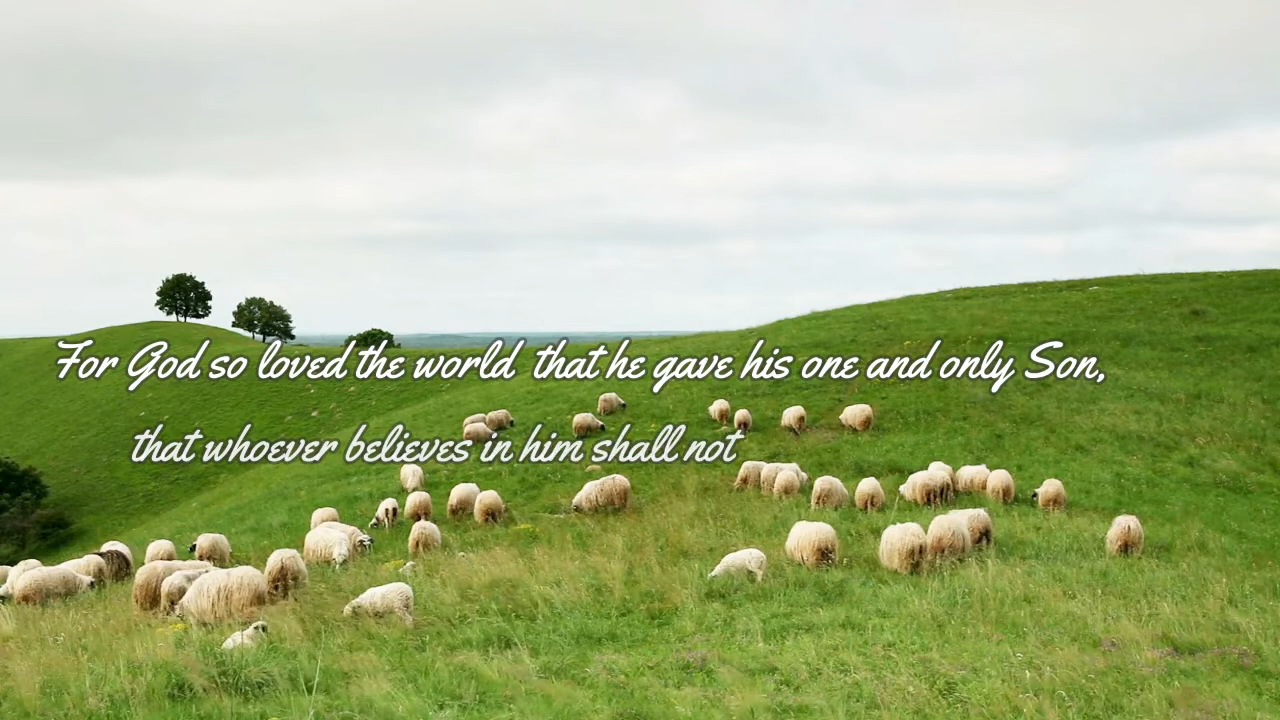 For God so loved the world that he gave his one and only Son,
that whoever believes in him shall not